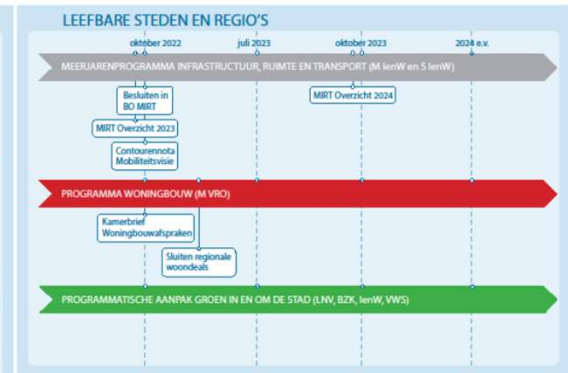 LEEFBARE STEDEN EN REGIO'S
oktober 2022 juli 2023 oktober 2023 2024 e.v.
MEERJARENPROGRAMMA INFRASTRUCTUUR, RUIMTE EN TRANSPORT (M IenW en S IenW)
Besluiten in
BO MIRT
MIRT Overzicht 2024
MIRT Overzicht 2023
Contourennota
Mobiliteitsvisie
PROGRAMMA WONINGBOUW (M VRO)
Kamerbrief
Woningbouwafspraken
Sluiten regionale
woondeals
PROGRAMMATISCHE AANPAK GROEN IN EN OM DE STAD (LNV, BZK, IenW, VWS)